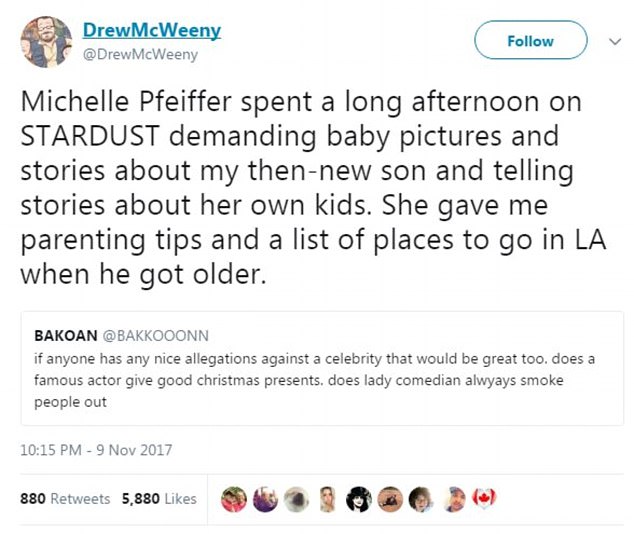 DrewMcWeeny
@DrewMcWeeny
Follow
Michelle Pfeiffer spent a long afternoon on
STARDUST demanding baby pictures and
stories about my then-new son and telling
stories about her own kids. She gave me
parenting tips and a list of places to go in LA
when he got older.
BAKOAN @BAKKOOONN
if anyone has any nice allegations against a celebrity that would be great too. does a
famous actor give good christmas presents. does lady comedian alwyays smoke
people out
10:15 PM - 9 Nov 2017
880 Retweets 5,880 Likes